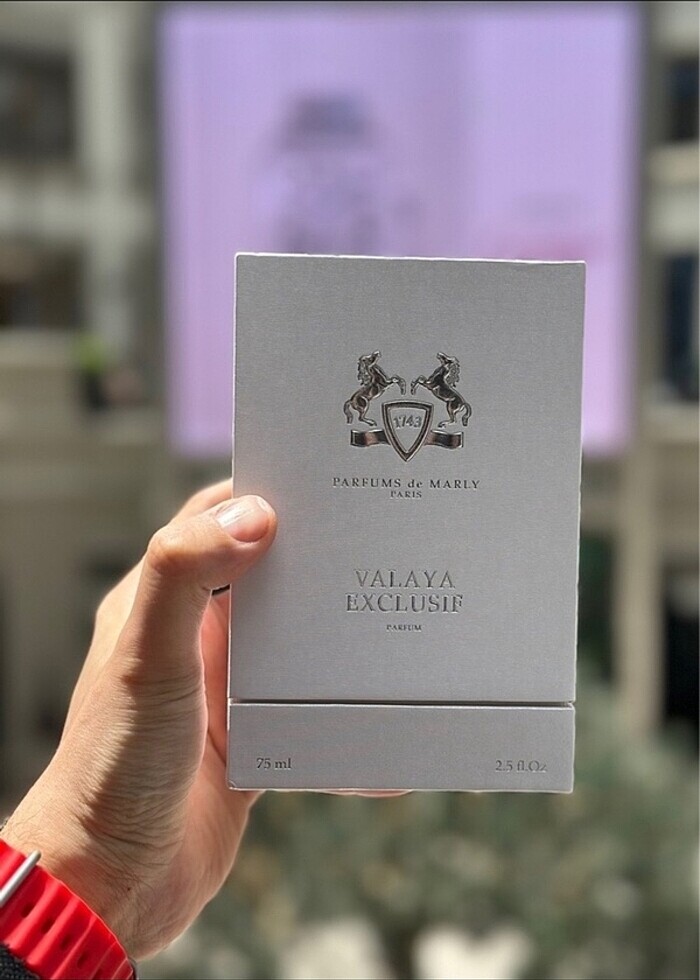 1743
PARFUMS de MARLY
PARIS
VALAYA
EXCLUSIF
PARFUM
75 ml
2.5 fl.Oz